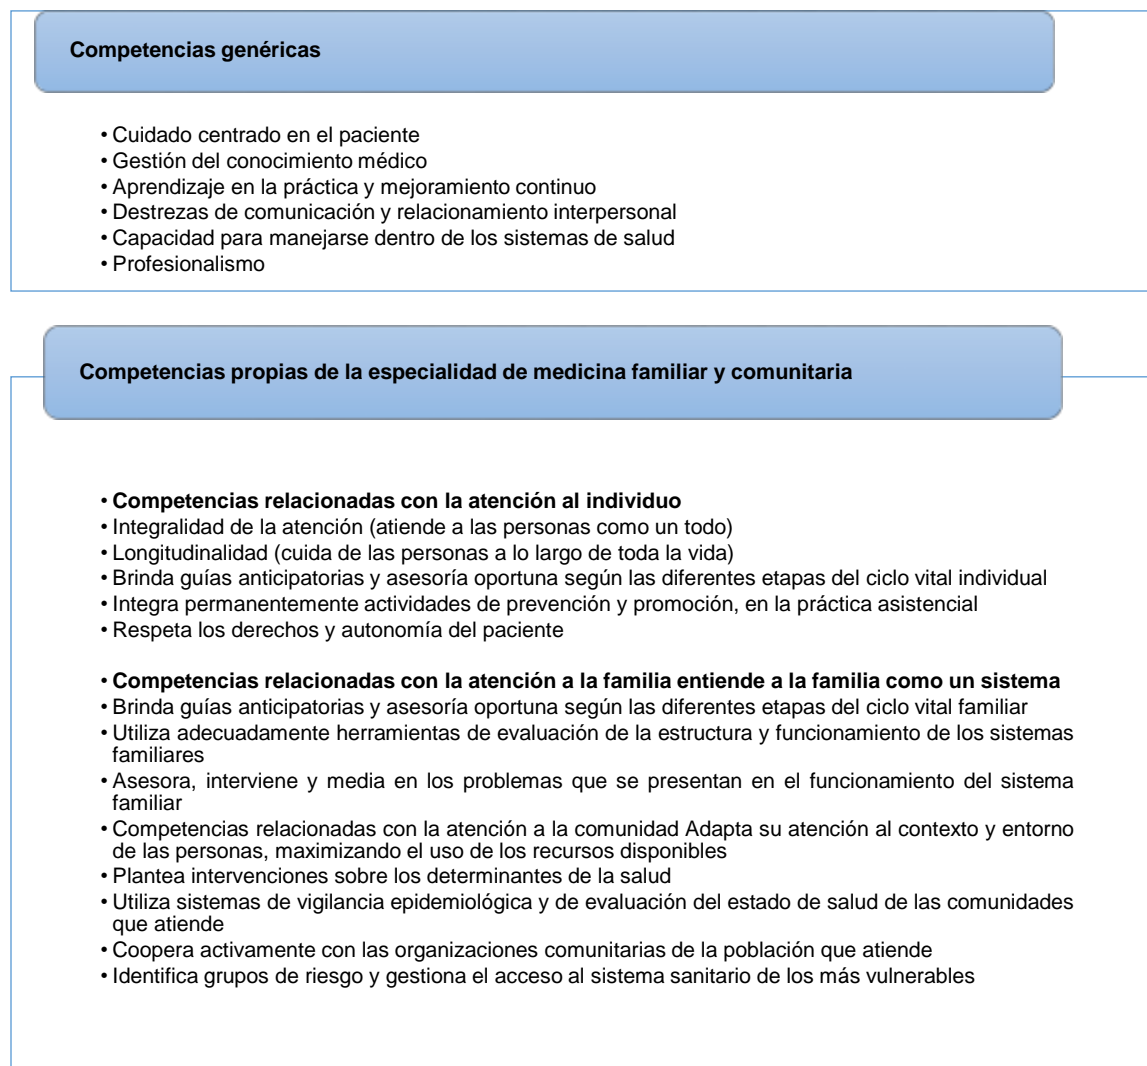 Competencias genéricas
• Cuidado centrado en el paciente
• Gestión del conocimiento médico
• Aprendizaje en la práctica y mejoramiento continuo
• Destrezas de comunicación y relacionamiento interpersonal
• Capacidad para manejarse dentro de los sistemas de salud
• Profesionalismo
Competencias propias de la especialidad de medicina familiar y comunitaria
• Competencias relacionadas con la atención al individuo
• Integralidad de la atención (atiende a las personas como un todo)
• Longitudinalidad (cuida de las personas a lo largo de toda la vida)
• Brinda guías anticipatorias y asesoría oportuna según las diferentes etapas del ciclo vital individual
• Integra permanentemente actividades de prevención y promoción, en la práctica asistencial
• Respeta los derechos y autonomía del paciente
• Competencias relacionadas con la atención a la familia entiende a la familia como un sistema
• Brinda guías anticipatorias y asesoría oportuna según las diferentes etapas del ciclo vital familiar
• Utiliza adecuadamente herramientas de evaluación de la estructura y funcionamiento de los sistemas
familiares
• Asesora, interviene y media en los problemas que se presentan en el funcionamiento del sistema
familiar
• Competencias relacionadas con la atención a la comunidad Adapta su atención al contexto y entorno
de las personas, maximizando el uso de los recursos disponibles
• Plantea intervenciones sobre los determinantes de la salud
• Utiliza sistemas de vigilancia epidemiológica y de evaluación del estado de salud de las comunidades
que atiende
• Coopera activamente con las organizaciones comunitarias de la población que atiende
• Identifica grupos de riesgo y gestiona el acceso al sistema sanitario de los más vulnerables